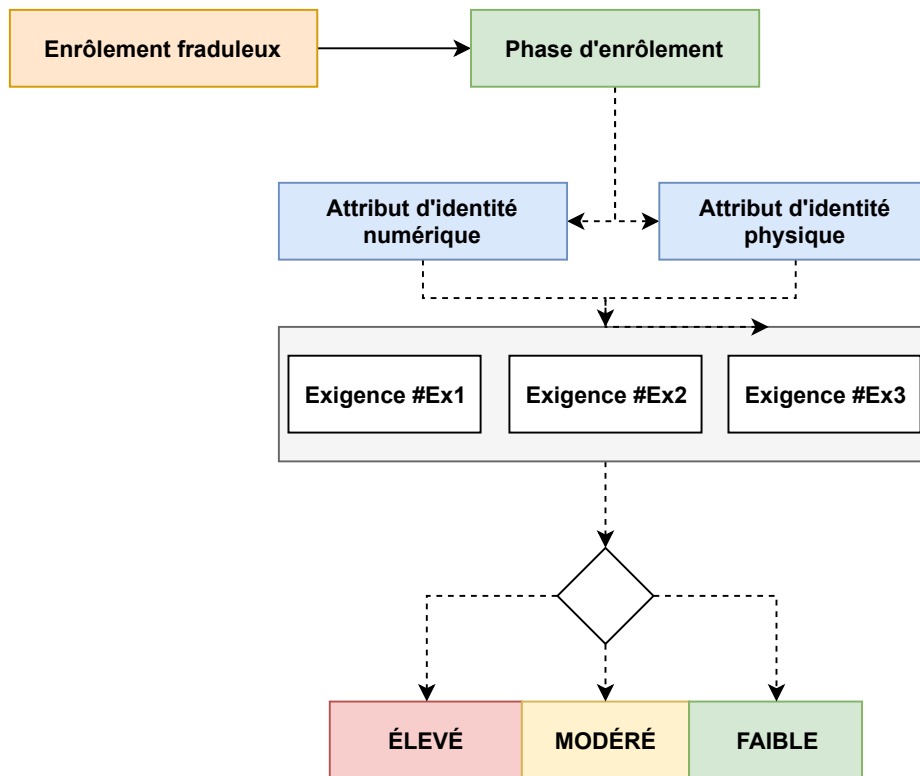 Enrôlement fraduleux
Phase d'enrôlement
Attribut d'identité
numérique
Attribut d'identité
physique
Exigence #Ex1
Exigence #Ex2
Exigence #Ex3
ÉLEVÉ
MODÉRÉ
FAIBLE